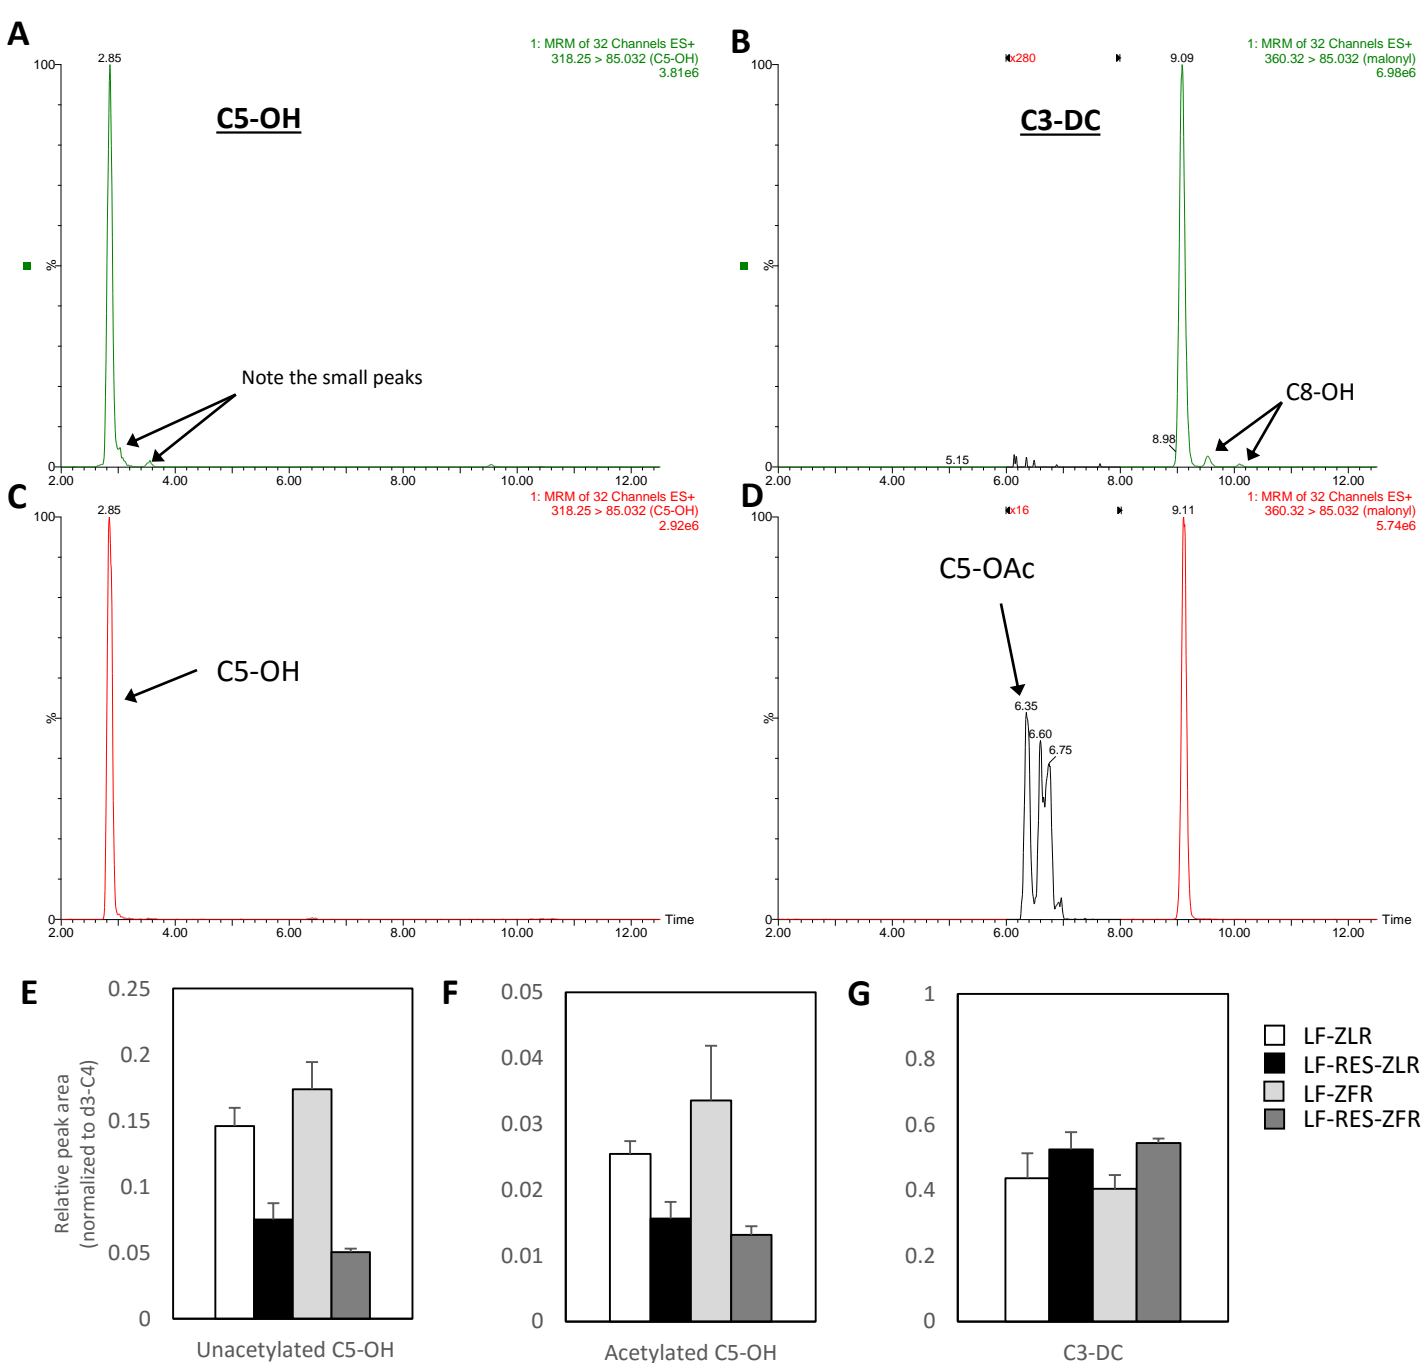 A
1: MRM of 32 Channels ES+
318.25 > 85.032 (C5-OH)
3.81e6
100
2.85
C5-OH
%
Note the small peaks
0
2.00 4.00 6.00 8.00 10.00 12.00
B
1: MRM of 32 Channels ES+
360.32 > 85.032 (malonyl)
6.98e6
x280
9.09
100
C3-DC
%
C8-OH
8.98
5.15
0
2.00 4.00 6.00 8.00 10.00 12.00
C
1: MRM of 32 Channels ES+
318.25 > 85.032 (C5-OH)
2.92e6
100
2.85
C5-OH
%
0
Time
2.00 4.00 6.00 8.00 10.00 12.00
D
1: MRM of 32 Channels ES+
360.32 > 85.032 (malonyl)
5.74e6
x16
9.11
100
C5-OAc
6.35
%
6.60
6.75
0
Time
2.00 4.00 6.00 8.00 10.00 12.00
E
Relative peak area
(normalized to d3-C4)
0.25
0.2
0.15
0.1
0.05
0
Unacetylated C5-OH
F
0.05
0.04
0.03
0.02
0.01
0
Acetylated C5-OH
G
1
0.8
0.6
0.4
0.2
0
C3-DC
LF-ZLR
LF-RES-ZLR
LF-ZFR
LF-RES-ZFR